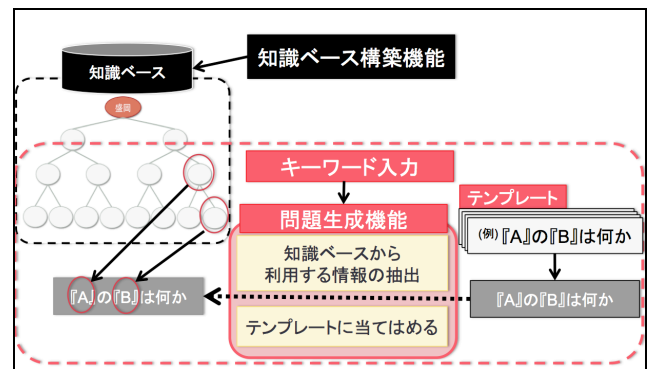 知識ベース
知識ベース構築機能
盛岡
キーワード入力
問題生成機能
知識ベースから
利用する情報の抽出
テンプレートに当てはめる
テンプレート
(例)『A』の『B』は何か
『A』の『B』は何か
『A』の『B』は何か